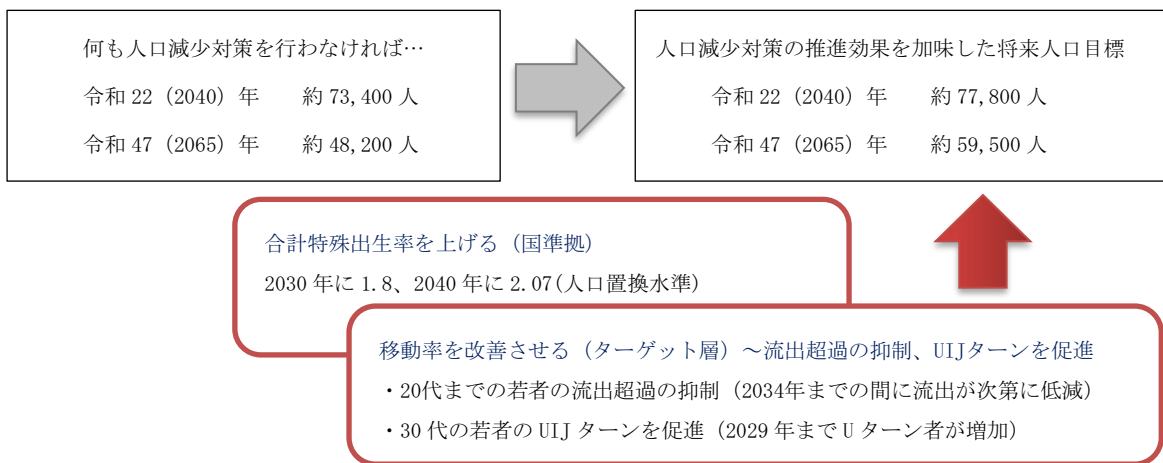 何も人口減少対策を行わなければ…
令和 22（2040）年　　約 73,400 人
令和 47（2065）年　　約 48,200 人
人口減少対策の推進効果を加味した将来人口目標
令和 22（2040）年　　約 77,800 人
令和 47（2065）年　　約 59,500 人
合計特殊出生率を上げる（国準拠）
2030 年に 1.8、2040 年に 2.07(人口置換水準)
移動率を改善させる（ターゲット層）～流出超過の抑制、UIJターンを促進
・20代までの若者の流出超過の抑制（2034年までの間に流出が次第に低減）
・30 代の若者の UIJ ターンを促進（2029 年まで U ターン者が増加）